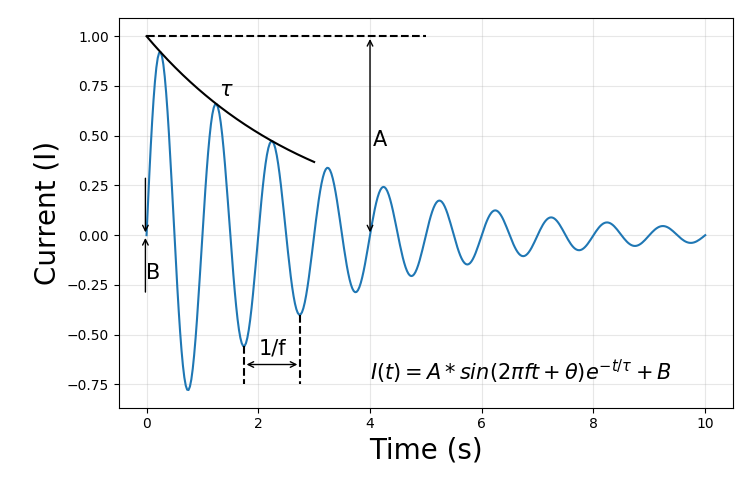 1.00
0.75
0.50
0.25
0.00
−0.25
−0.50
−0.75
Current (I)
τ
A
B
1/f
I(t) = A * sin(2πft + θ)e^{−t/τ} + B
0 2 4 6 8 10
Time (s)